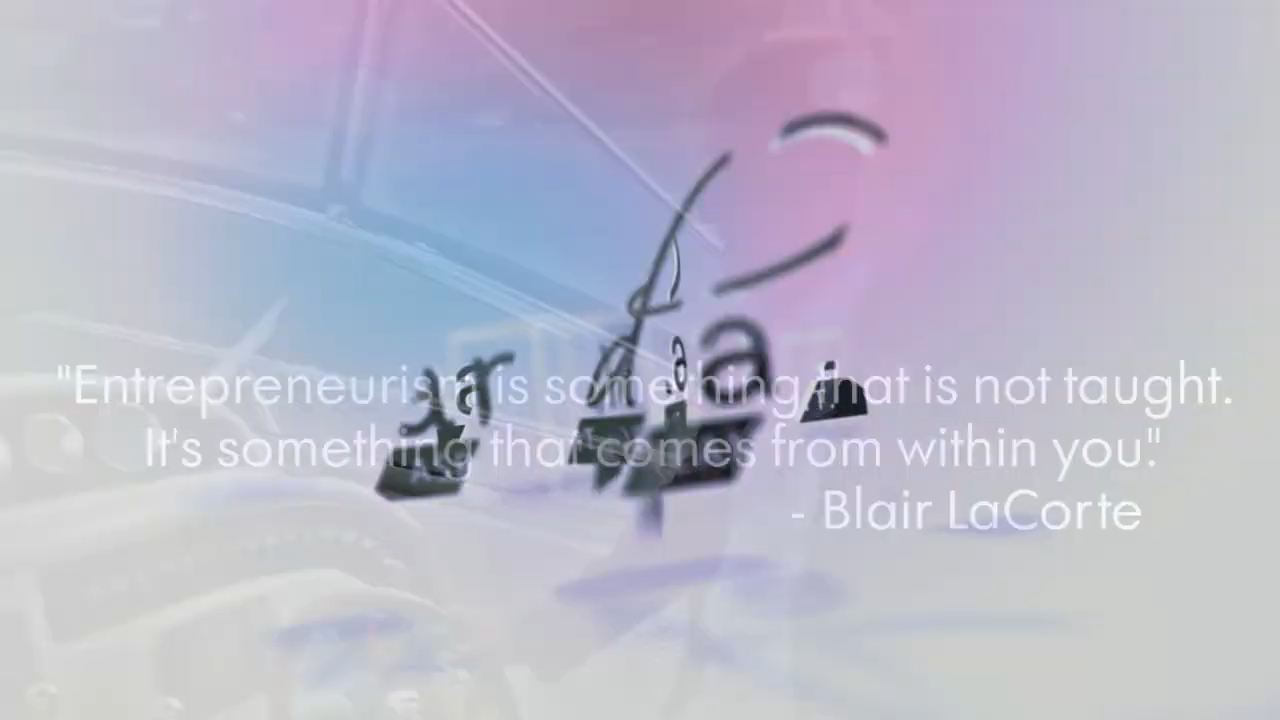 "Entrepreneurism is something that is not taught.
It's something that comes from within you."
- Blair LaCorte